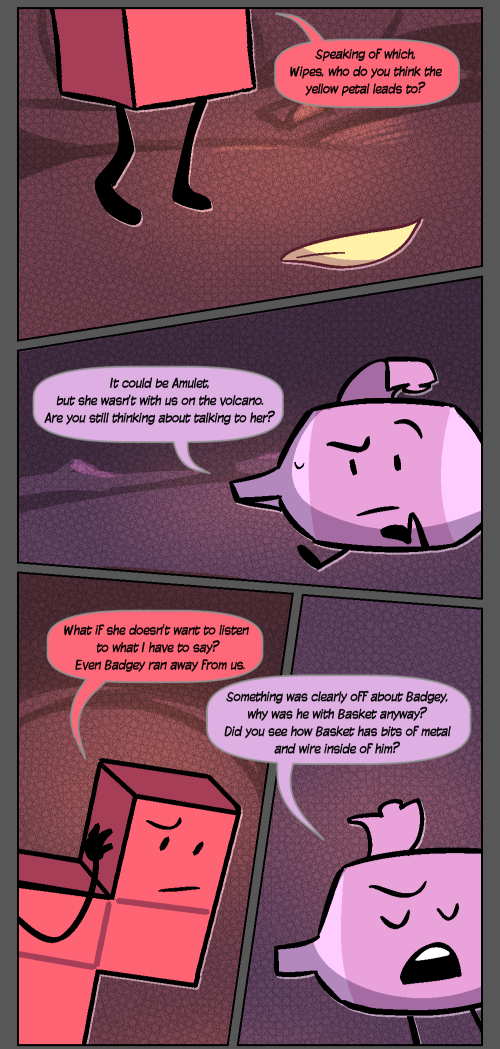 Speaking of which,
Wipes, who do you think the
yellow petal leads to?
It could be Amulet,
but she wasn't with us on the volcano.
Are you still thinking about talking to her?
What if she doesn't want to listen
to what I have to say?
Even Badgey ran away from us.
Something was clearly off about Badgey,
why was he with Basket anyway?
Did you see how Basket has bits of metal
and wire inside of him?